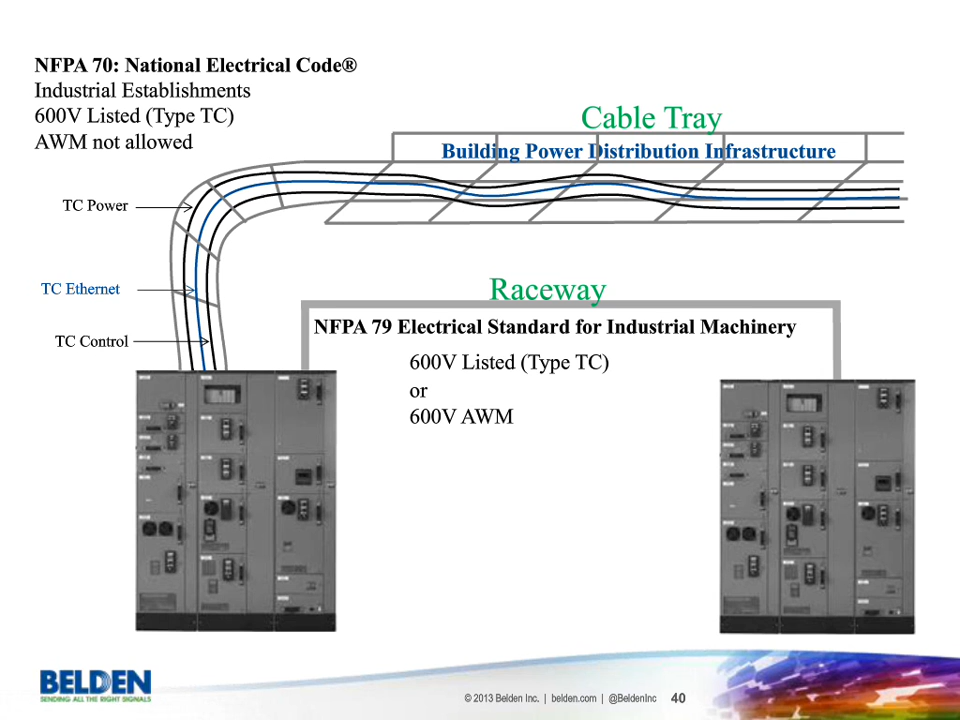 NFPA 70: National Electrical Code®
Industrial Establishments
600V Listed (Type TC)
AWM not allowed
Cable Tray
Building Power Distribution Infrastructure
TC Power
TC Ethernet
TC Control
Raceway
NFPA 79 Electrical Standard for Industrial Machinery
600V Listed (Type TC)
or
600V AWM
BELDEN
SENDING ALL THE RIGHT SIGNALS
© 2013 Belden Inc. | belden.com | @BeldenInc 40